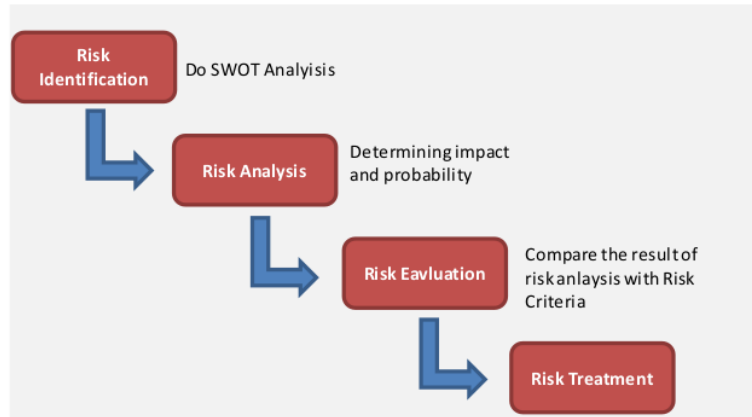 Risk
Identification
Do SWOT Analyisis
Risk Analysis
Determining impact
and probability
Risk Eavluation
Compare the result of
risk anlaysis with Risk
Criteria
Risk Treatment